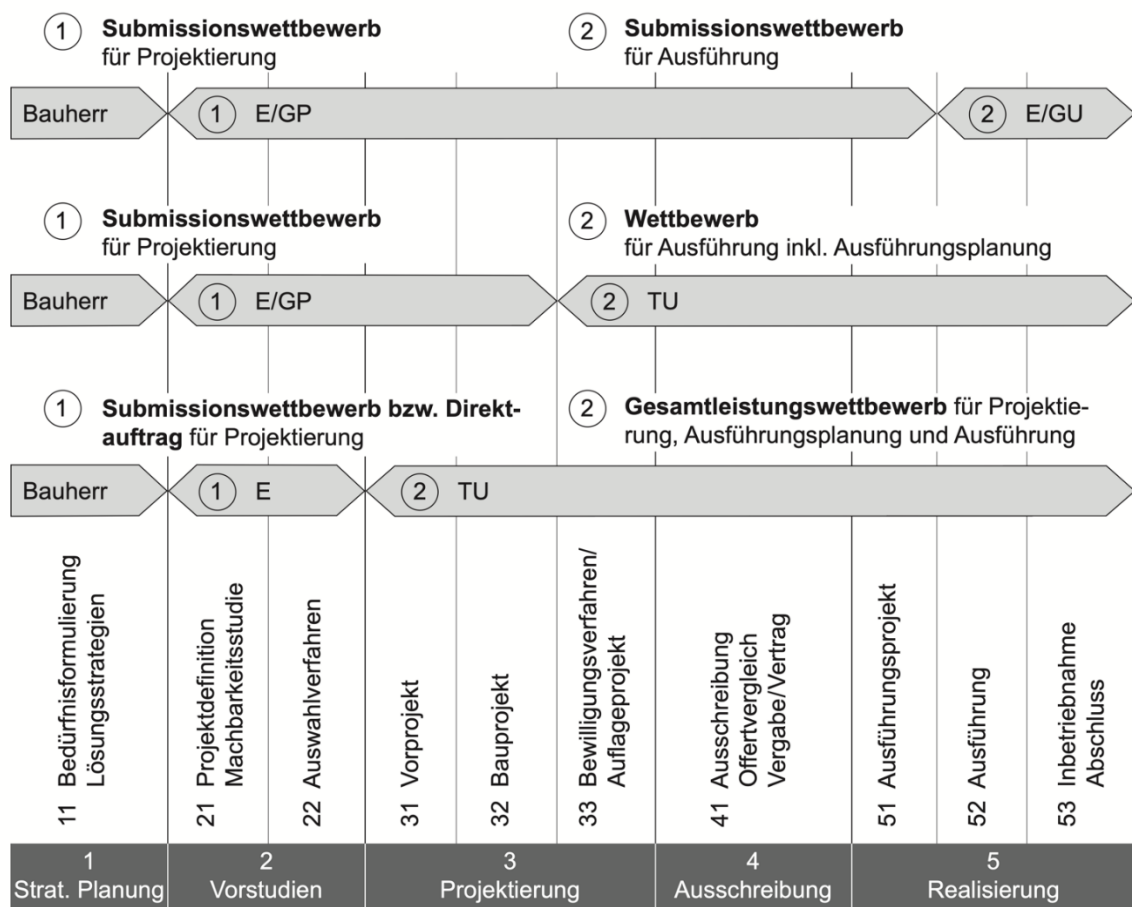 1 Submissionswettbewerb
für Projektierung
2 Submissionswettbewerb
für Ausführung
Bauherr
1 E/GP
2 E/GU
1 Submissionswettbewerb
für Projektierung
2 Wettbewerb
für Ausführung inkl. Ausführungsplanung
Bauherr
1 E/GP
2 TU
1 Submissionswettbewerb bzw. Direkt-
auftrag für Projektierung
2 Gesamtleistungswettbewerb für Projektie-
rung, Ausführungsplanung und Ausführung
Bauherr
1 E
2 TU
11 Bedürfnisformulierung
Lösungsstrategien
21 Projektdefinition
Machbarkeitsstudie
22 Auswahlverfahren
31 Vorprojekt
32 Bauprojekt
33 Bewilligungsverfahren/
Auflageprojekt
41 Ausschreibung
Offertvergleich
Vergabe/Vertrag
51 Ausführungsprojekt
52 Ausführung
53 Inbetriebnahme
Abschluss
1
Strat. Planung
2
Vorstudien
3
Projektierung
4
Ausschreibung
5
Realisierung